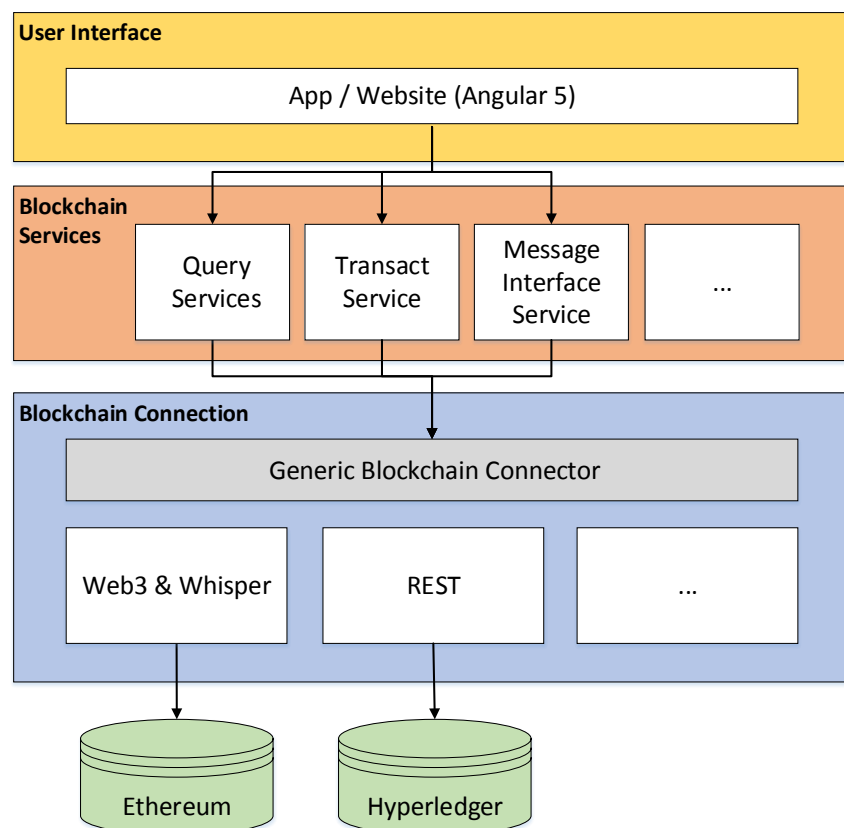 User Interface
App / Website (Angular 5)
Blockchain
Services
Query
Services
Transact
Service
Message
Interface
Service
...
Blockchain Connection
Generic Blockchain Connector
Web3 & Whisper
REST
...
Ethereum
Hyperledger